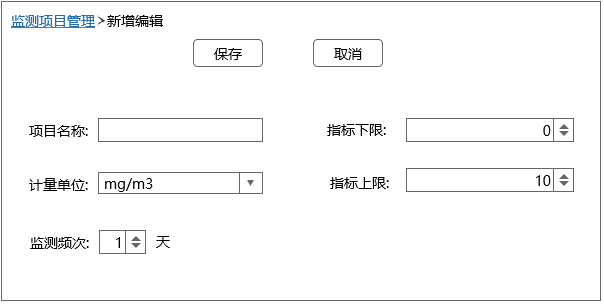 监测项目管理>新增编辑
保存 取消
项目名称: 指标下限: 0
计量单位: mg/m3 指标上限: 10
监测频次: 1 天